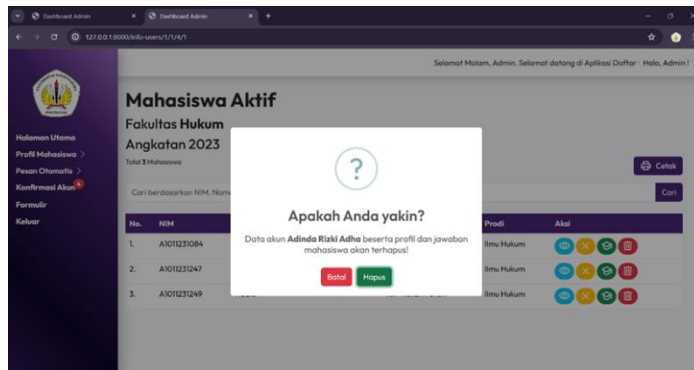 Dashboard Admin
Dashboard Admin
127.0.0.1:8000/info-users/1/1/4/1
Selamat Malam, Admin. Selamat datang di Aplikasi Daftar
Halo, Admin !
Halaman Utama
Profil Mahasiswa
Pesan Otomatis
Konfirmasi Akun
Formulir
Keluar
Mahasiswa Aktif
Fakultas Hukum
Angkatan 2023
Total 3 Mahasiswa
Cetak
Cari berdasarkan NIM, Nama
Cari
No. NIM Prodi Aksi
1. A1011231084 Ilmu Hukum
2. A1011231247 Ilmu Hukum
3. A1011231249 Ilmu Hukum
?
Apakah Anda yakin?
Data akun Adinda Rizki Adha beserta profil dan jawaban
mahasiswa akan terhapus!
Batal Hapus